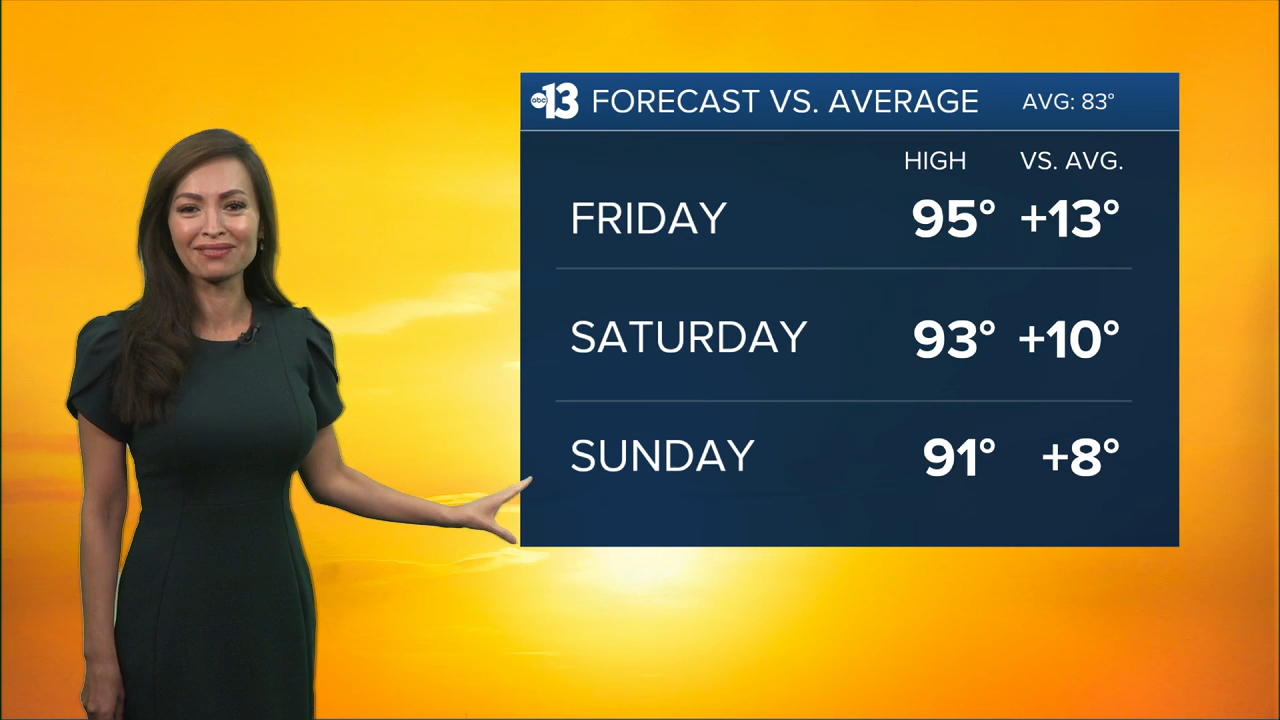 abc 13 FORECAST VS. AVERAGE AVG: 83°
HIGH VS. AVG.
FRIDAY 95° +13°
SATURDAY 93° +10°
SUNDAY 91° +8°